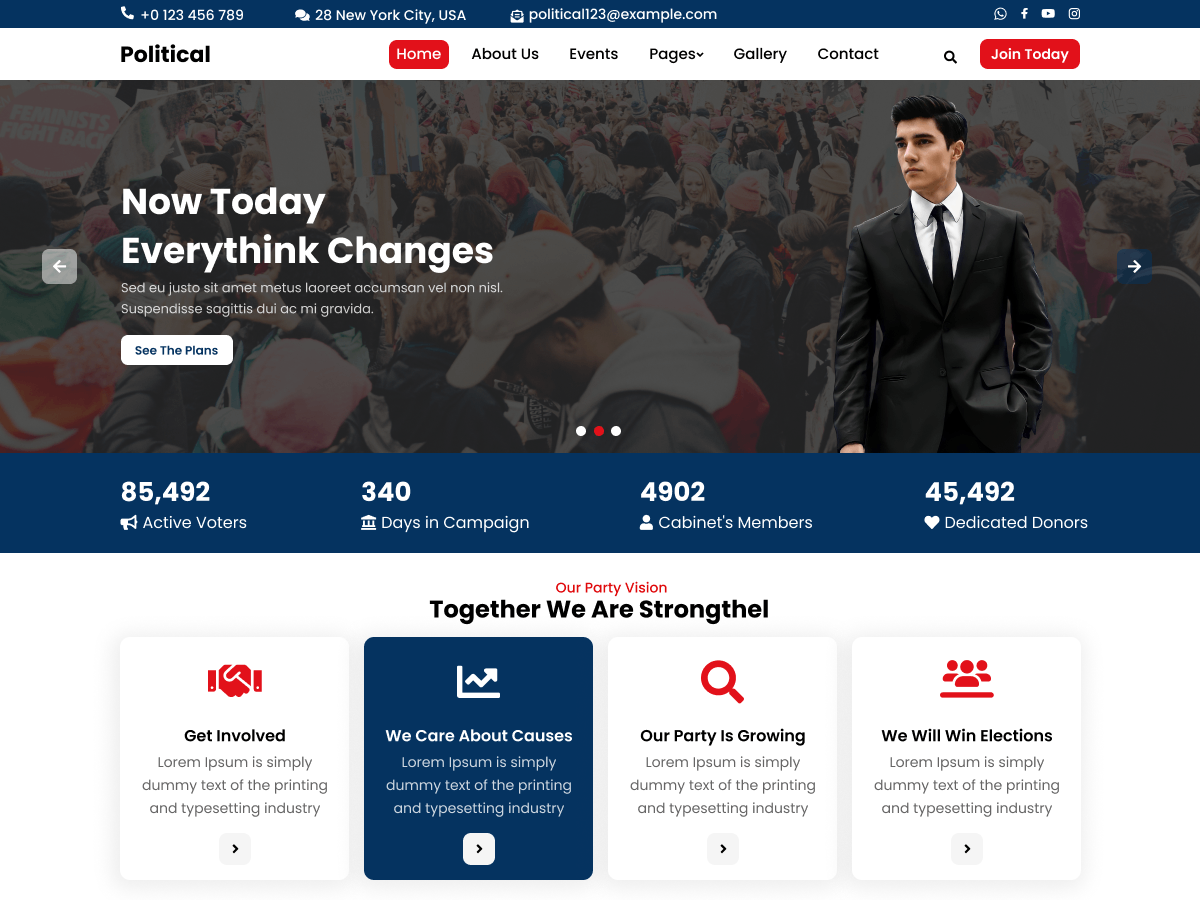 +0 123 456 789
28 New York City, USA
political123@example.com
Political
Home
About Us
Events
Pages
Gallery
Contact
Join Today
FEMINISTS
FIGHT BACK
Now Today
Everythink Changes
Sed eu justo sit amet metus laoreet accumsan vel non nisl.
Suspendisse sagittis dui ac mi gravida.
See The Plans
85,492
Active Voters
340
Days in Campaign
4902
Cabinet's Members
45,492
Dedicated Donors
Our Party Vision
Together We Are Strongthel
Get Involved
Lorem Ipsum is simply
dummy text of the printing
and typesetting industry
We Care About Causes
Lorem Ipsum is simply
dummy text of the printing
and typesetting industry
Our Party Is Growing
Lorem Ipsum is simply
dummy text of the printing
and typesetting industry
We Will Win Elections
Lorem Ipsum is simply
dummy text of the printing
and typesetting industry